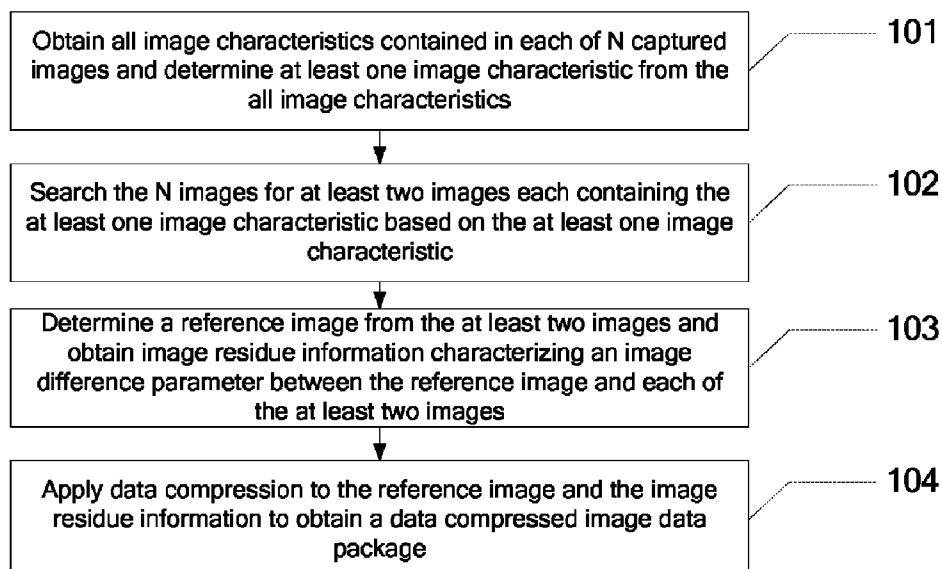 Obtain all image characteristics contained in each of N captured
images and determine at least one image characteristic from the
all image characteristics
101
Search the N images for at least two images each containing the
at least one image characteristic based on the at least one image
characteristic
102
Determine a reference image from the at least two images and
obtain image residue information characterizing an image
difference parameter between the reference image and each of
the at least two images
103
Apply data compression to the reference image and the image
residue information to obtain a data compressed image data
package
104